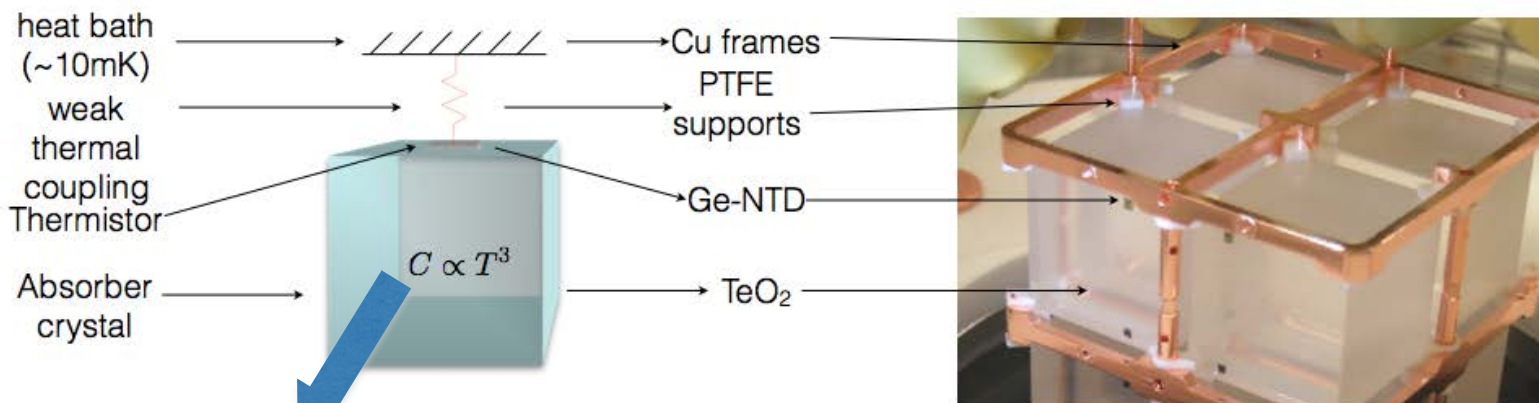 heat bath
(~10mK)
weak
thermal
coupling
Thermistor
Absorber
crystal
C ∝ T³
Cu frames
PTFE
supports
Ge-NTD
TeO₂